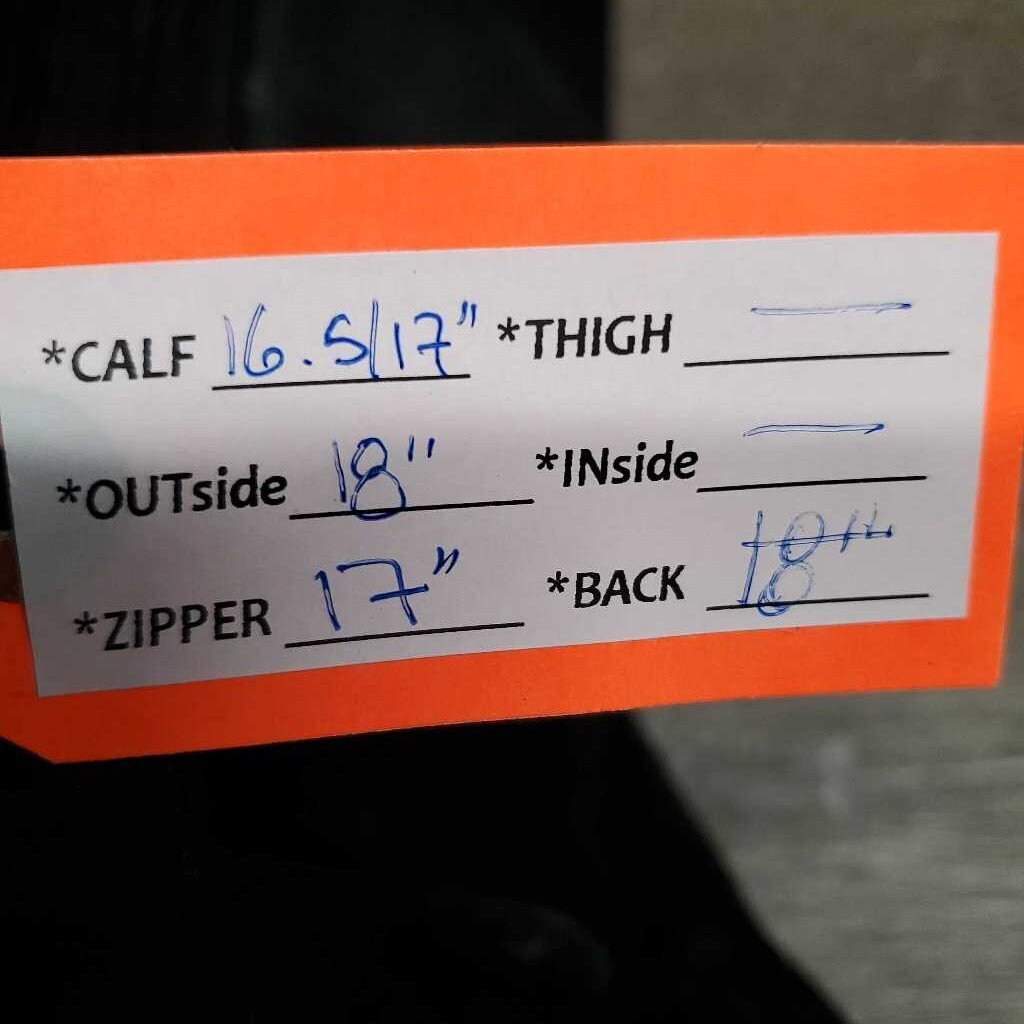 *CALF 16.5/17" *THIGH —
*OUTside 18" *INside —
*ZIPPER 17" *BACK 18"